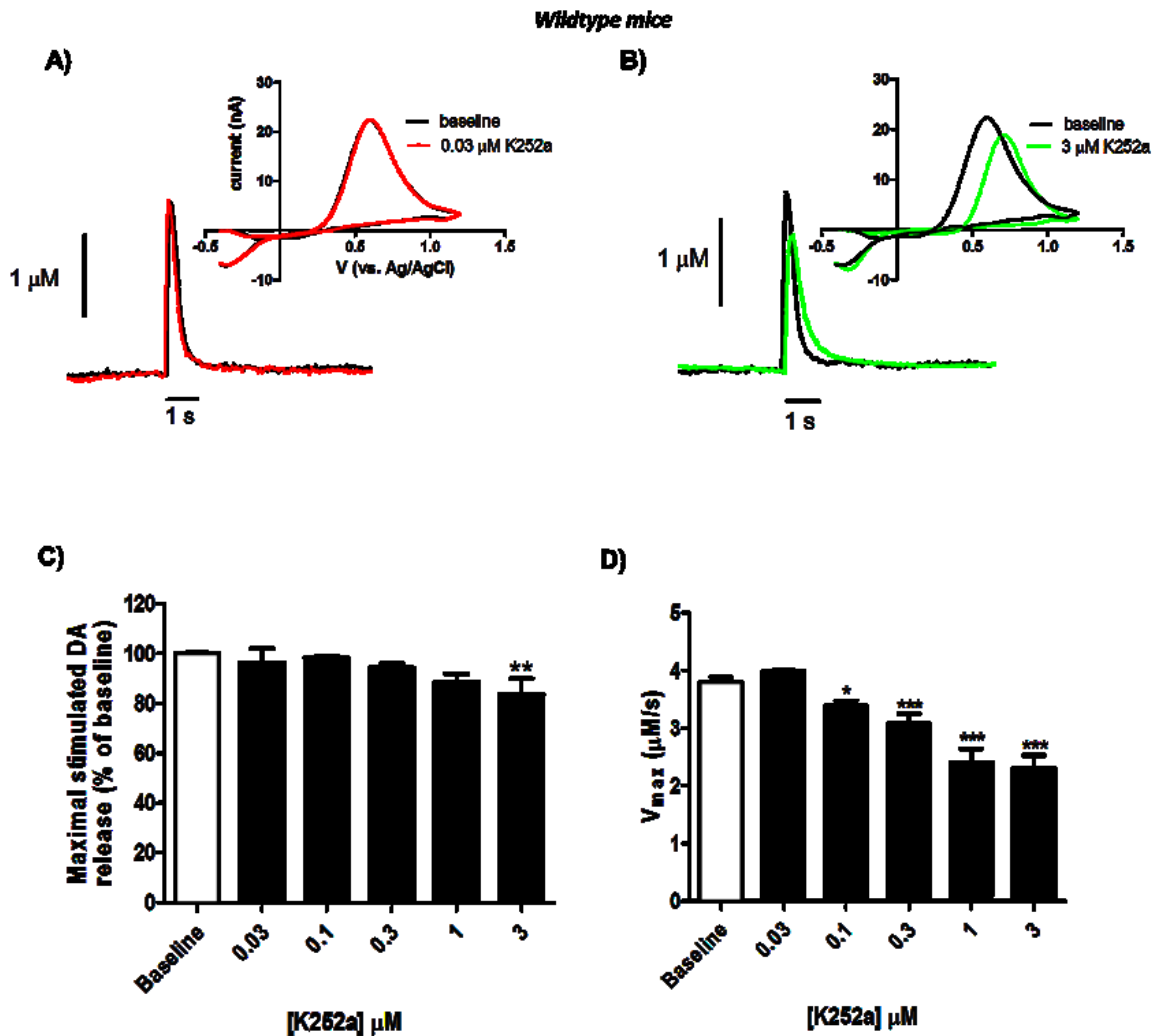 Wildtype mice
A)
30
20
10
-10
current (nA)
baseline
0.03 μM K252a
-0.5
0.5
1.0
1.5
V (vs. Ag/AgCl)
1 μM
1 s
B)
30
20
10
-10
baseline
3 μM K252a
-0.5
0.5
1.0
1.5
1 μM
1 s
C)
Maximal stimulated DA
release (% of baseline)
120
100
80
60
40
20
0
**
Baseline
0.03
0.1
0.3
1
3
[K252a] μM
D)
Vmax (μM/s)
5
4
3
2
1
0
*
***
***
***
Baseline
0.03
0.1
0.3
1
3
[K252a] μM